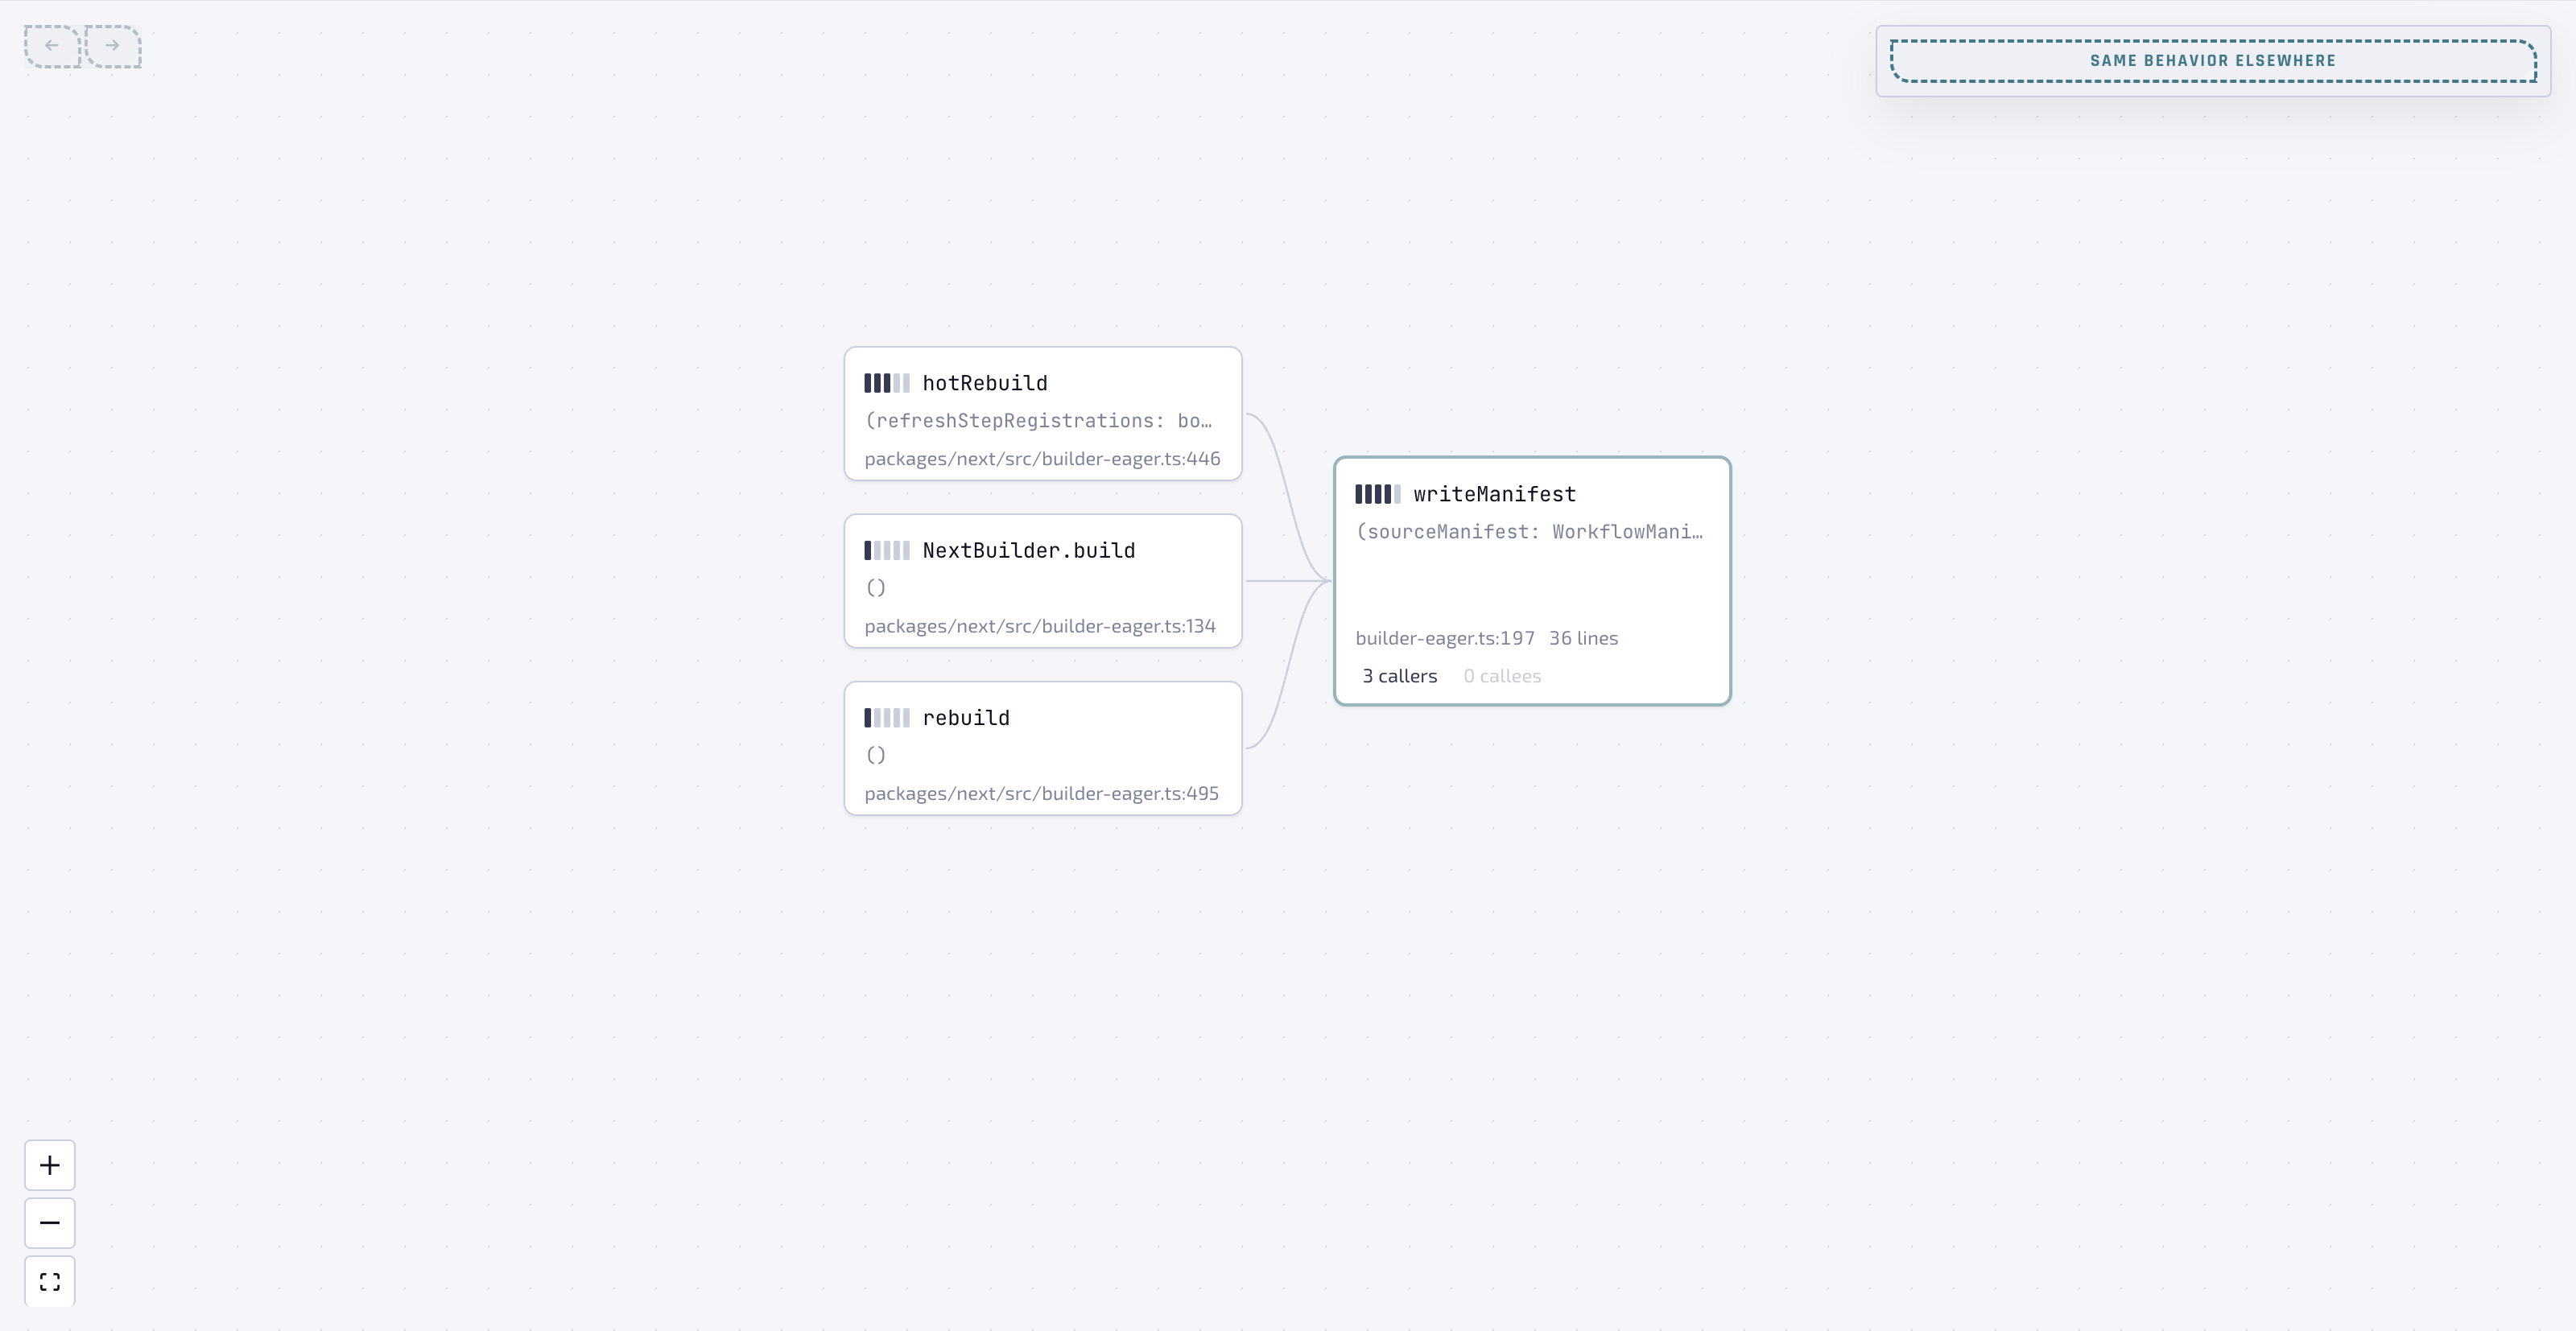 SAME BEHAVIOR ELSEWHERE
hotRebuild
(refreshStepRegistrations: bo…
packages/next/src/builder-eager.ts:446
NextBuilder.build
()
packages/next/src/builder-eager.ts:134
rebuild
()
packages/next/src/builder-eager.ts:495
writeManifest
(sourceManifest: WorkflowMani…
builder-eager.ts:197 36 lines
3 callers 0 callees